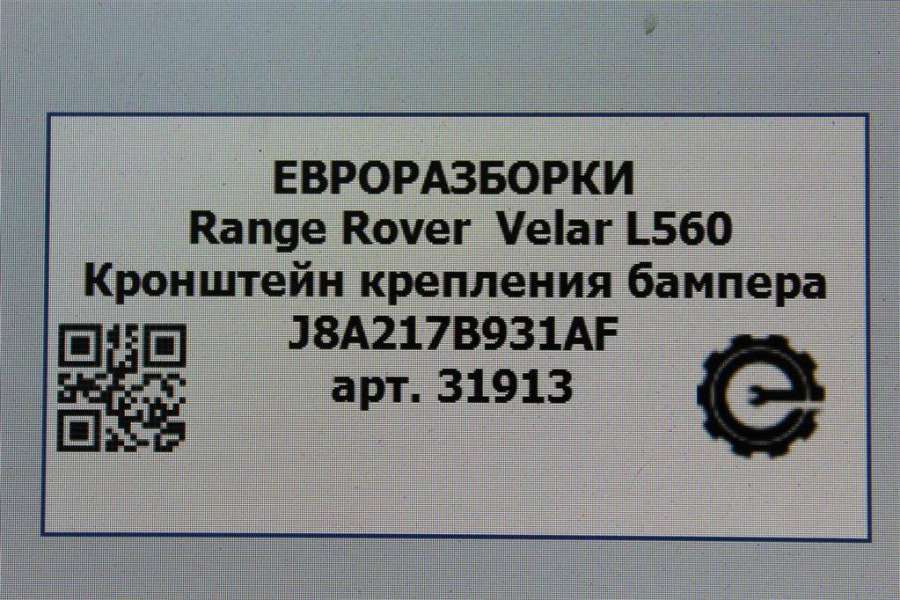 ЕВРОРАЗБОРКИ
Range Rover Velar L560
Кронштейн крепления бампера
J8A217B931AF
арт. 31913